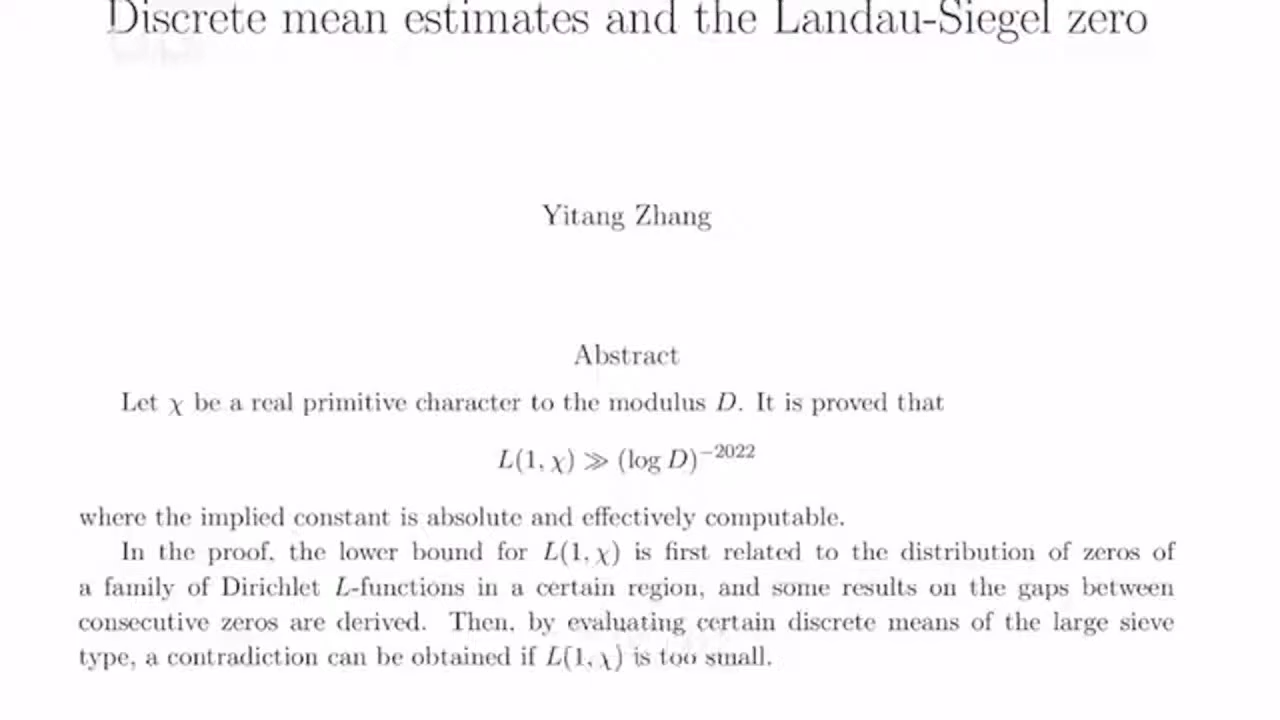 Discrete mean estimates and the Landau-Siegel zero
Yitang Zhang
Abstract
Let χ be a real primitive character to the modulus D. It is proved that
L(1, χ) ≫ (log D)⁻²⁰²²
where the implied constant is absolute and effectively computable.
In the proof, the lower bound for L(1, χ) is first related to the distribution of zeros of
a family of Dirichlet L-functions in a certain region, and some results on the gaps between
consecutive zeros are derived. Then, by evaluating certain discrete means of the large sieve
type, a contradiction can be obtained if L(1, χ) is too small.